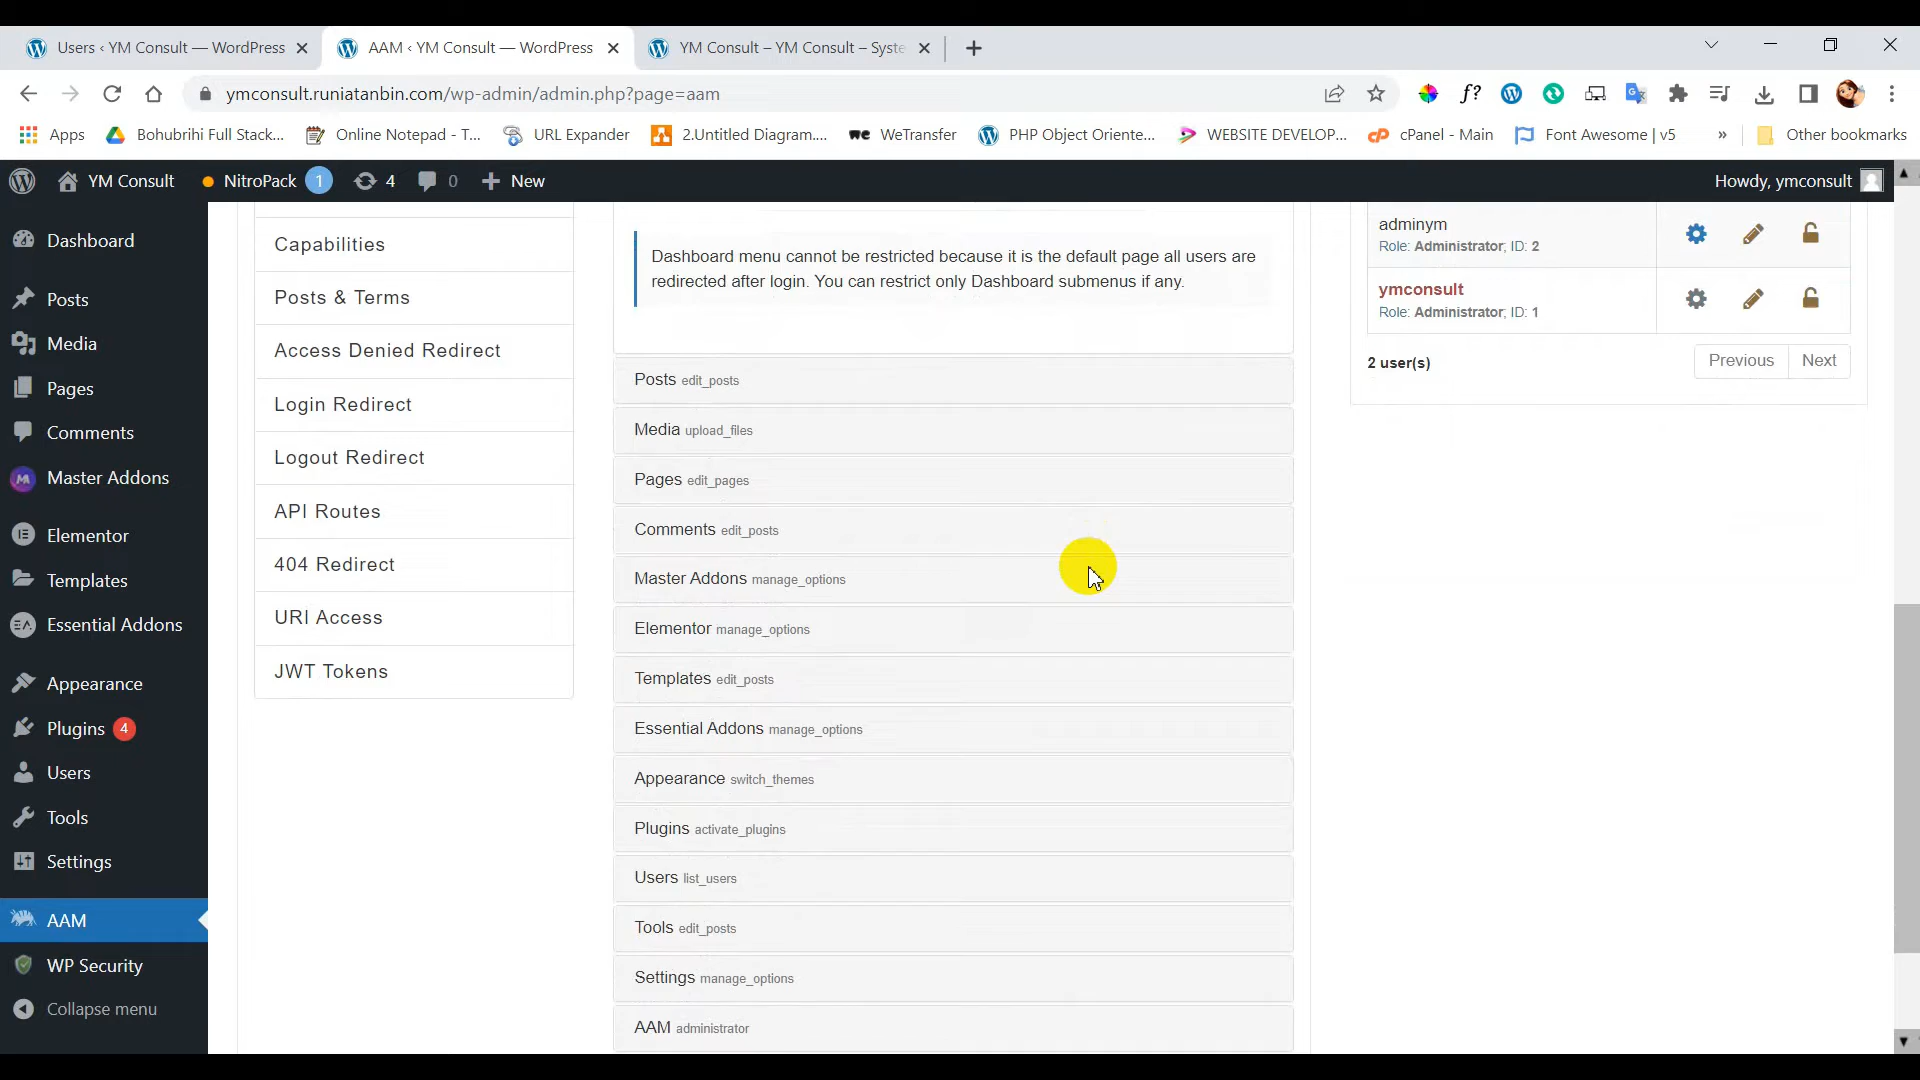 Users ‹ YM Consult — WordPress
AAM ‹ YM Consult — WordPress
YM Consult – YM Consult – Syste
ymconsult.runiatanbin.com/wp-admin/admin.php?page=aam
Apps
Bohubrihi Full Stack...
Online Notepad - T...
URL Expander
2.Untitled Diagram....
WeTransfer
PHP Object Oriente...
WEBSITE DEVELOP...
cPanel - Main
Font Awesome | v5
»
Other bookmarks
YM Consult
NitroPack 1
4
0
New
Howdy, ymconsult
Dashboard
Posts
Media
Pages
Comments
Master Addons
Elementor
Templates
Essential Addons
Appearance
Plugins 4
Users
Tools
Settings
AAM
WP Security
Collapse menu
Capabilities
Posts & Terms
Access Denied Redirect
Login Redirect
Logout Redirect
API Routes
404 Redirect
URI Access
JWT Tokens
Dashboard menu cannot be restricted because it is the default page all users are
redirected after login. You can restrict only Dashboard submenus if any.
Posts edit_posts
Media upload_files
Pages edit_pages
Comments edit_posts
Master Addons manage_options
Elementor manage_options
Templates edit_posts
Essential Addons manage_options
Appearance switch_themes
Plugins activate_plugins
Users list_users
Tools edit_posts
Settings manage_options
AAM administrator
adminym
Role: Administrator; ID: 2
ymconsult
Role: Administrator; ID: 1
2 user(s)
Previous
Next